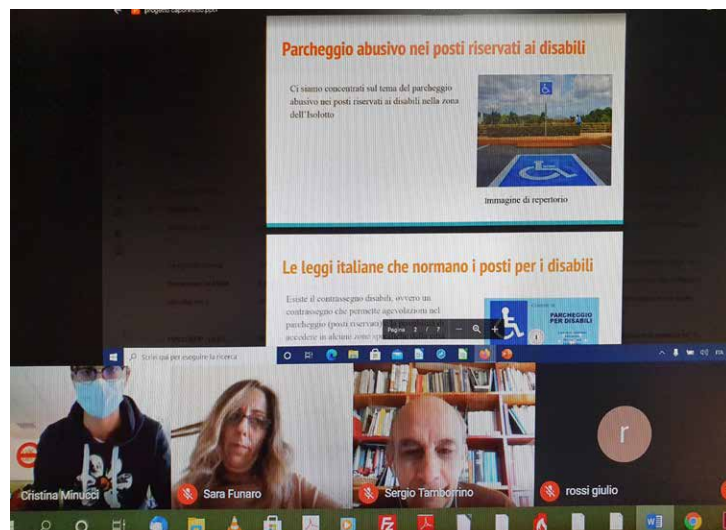 progetto caponnetto.pptx
Parcheggio abusivo nei posti riservati ai disabili
Ci siamo concentrati sul tema del parcheggio
abusivo nei posti riservati ai disabili nella zona
dell'Isolotto
Immagine di repertorio
Le leggi italiane che normano i posti per i disabili
Esiste il contrassegno disabili, ovvero un
contrassegno che permette agevolazioni nel
parcheggio (posti riservati)
accedere in alcune zone
PARCHEGGIO
PER DISABILI
Pagina 2 / 7
Scrivi qui per eseguire la ricerca
Cristina Minucci
Sara Funaro
Sergio Tamborrino
r
rossi giulio